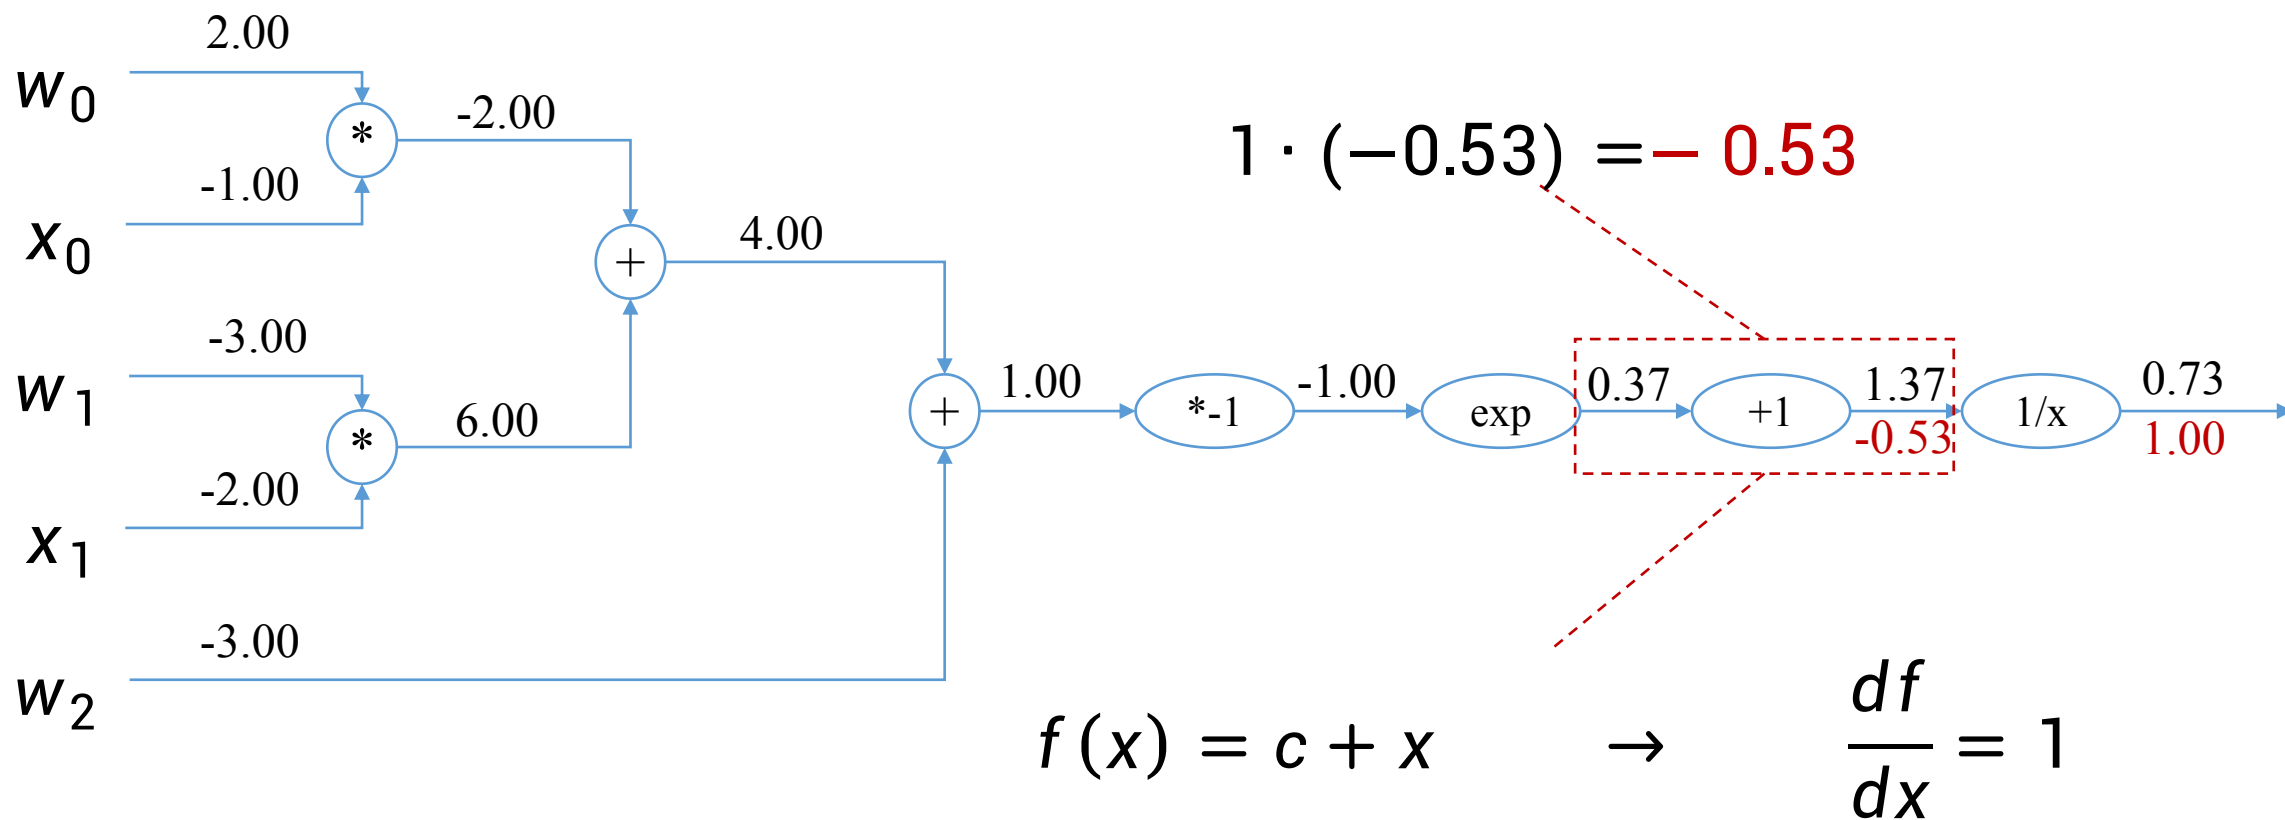 2.00
w0
*
-2.00
1 · (−0.53) = − 0.53
-1.00
x0
+
4.00
-3.00
w1
*
6.00
+
1.00
*-1
-1.00
exp
0.37
+1
1.37
-0.53
1/x
0.73
1.00
-2.00
x1
-3.00
w2
f(x) = c + x → df/dx = 1